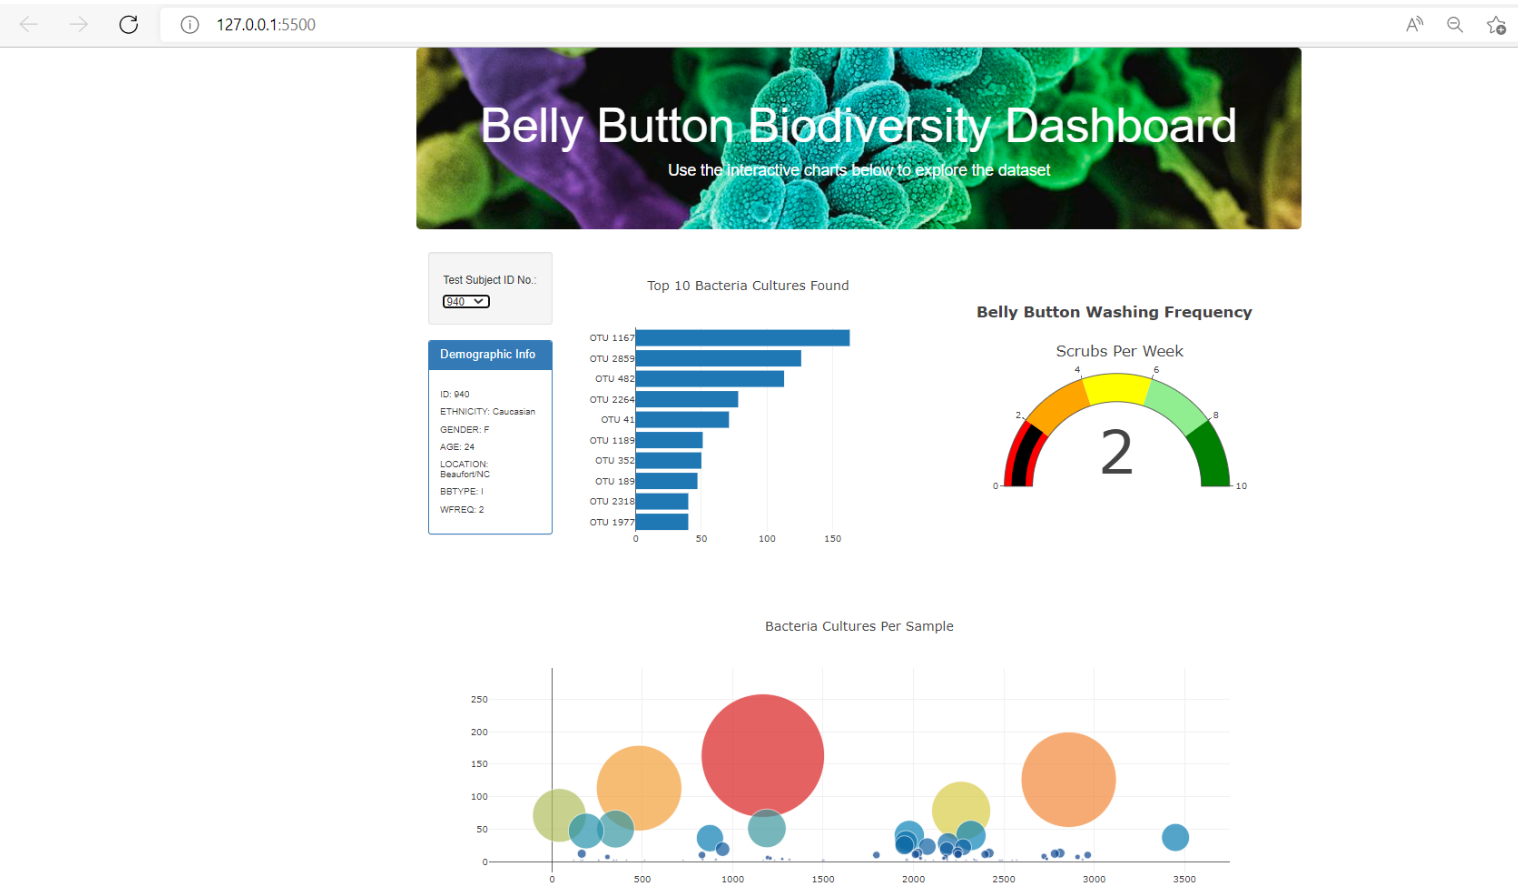 127.0.0.1:5500
Belly Button Biodiversity Dashboard
Use the interactive charts below to explore the dataset
Test Subject ID No.:
940
Demographic Info
ID: 940
ETHNICITY: Caucasian
GENDER: F
AGE: 24
LOCATION:
Beaufort/NC
BBTYPE: I
WFREQ: 2
Top 10 Bacteria Cultures Found
OTU 1167
OTU 2859
OTU 482
OTU 2264
OTU 41
OTU 1189
OTU 352
OTU 189
OTU 2318
OTU 1977
0 50 100 150
Belly Button Washing Frequency
Scrubs Per Week
4 6
2 8
2
0 10
Bacteria Cultures Per Sample
250
200
150
100
50
0
0 500 1000 1500 2000 2500 3000 3500